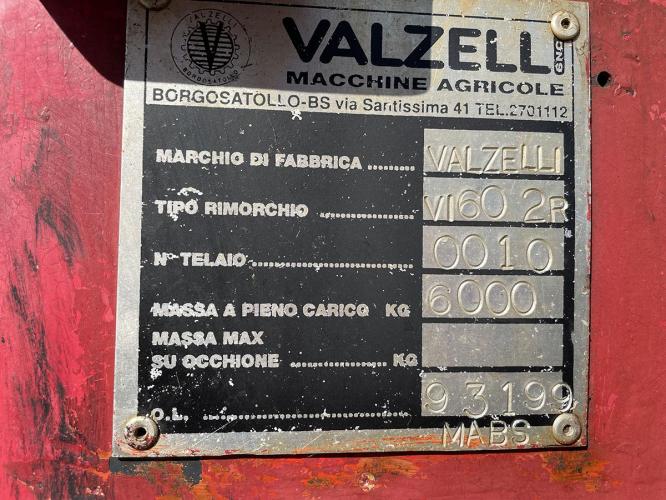 VALZELLI
BORGOSATOLLO
VALZELL
SNC
MACCHINE AGRICOLE
BORGOSATOLLO-BS via Santissima 41 TEL.2701112
MARCHIO DI FABBRICA ........ VALZELLI
TIPO RIMORCHIO .................. VI60 2R
N° TELAIO ............................ 0010
MASSA A PIENO CARICO KG 6000
MASSA MAX
SU OCCHIONE .................... KG
O.L. .................................. 93199
MABS